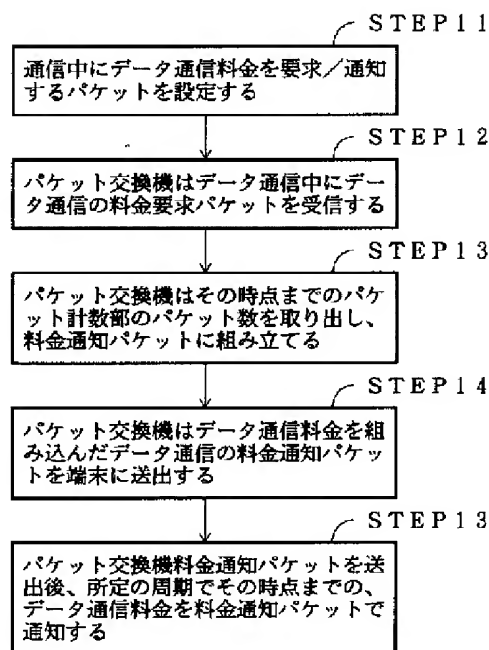 STEP11
通信中にデータ通信料金を要求／通知
するパケットを設定する
STEP12
パケット交換機はデータ通信中にデー
タ通信の料金要求パケットを受信する
STEP13
パケット交換機はその時点までのパケ
ット計数部のパケット数を取り出し、
料金通知パケットに組み立てる
STEP14
パケット交換機はデータ通信料金を組
み込んだデータ通信の料金通知パケッ
トを端末に送出する
STEP13
パケット交換機料金通知パケットを送
出後、所定の周期でその時点までの、
データ通信料金を料金通知パケットで
通知する